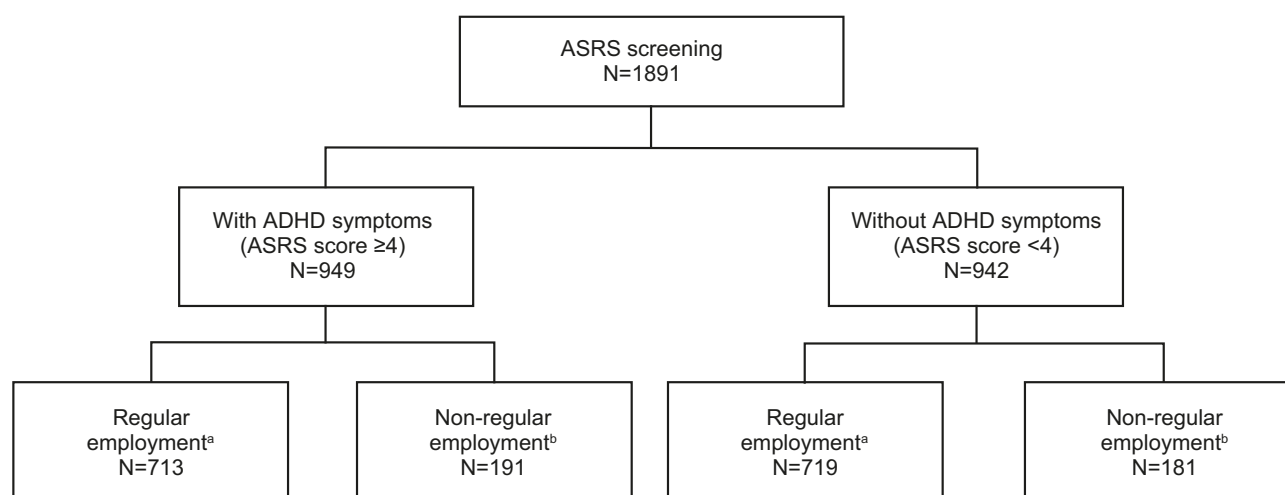 ASRS screening
N=1891
With ADHD symptoms
(ASRS score ≥4)
N=949
Without ADHD symptoms
(ASRS score <4)
N=942
Regular
employmentᵃ
N=713
Non-regular
employmentᵇ
N=191
Regular
employmentᵃ
N=719
Non-regular
employmentᵇ
N=181